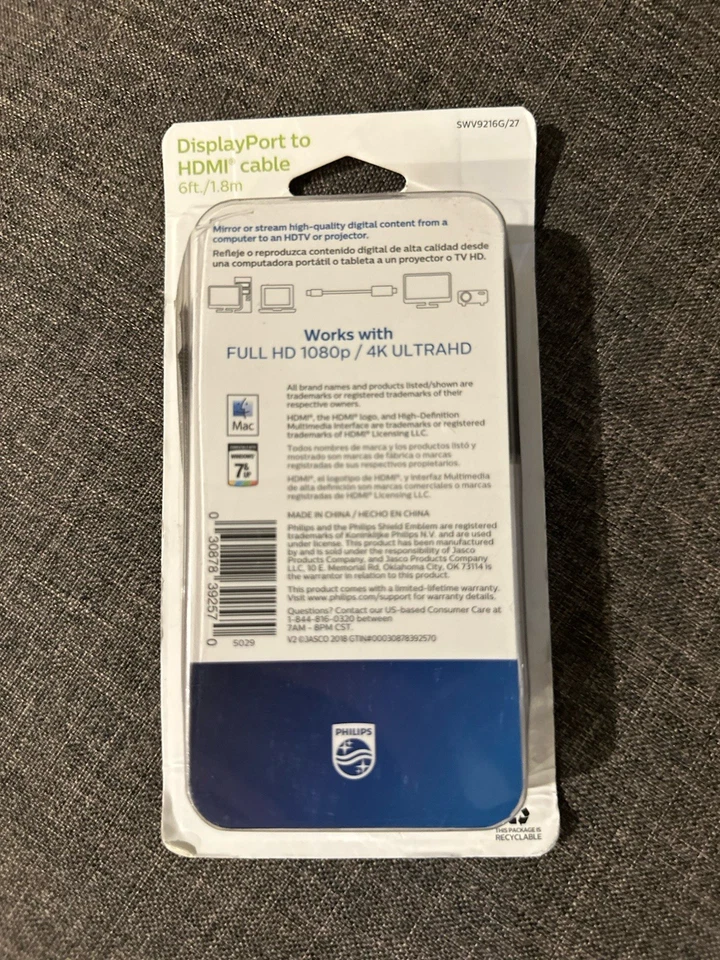 SWV9216G/27
DisplayPort to
HDMI® cable
6ft./1.8m
Mirror or stream high-quality digital content from a
computer to an HDTV or projector.
Refleje o reproduzca contenido digital de alta calidad desde
una computadora portátil o tableta a un proyector o TV HD.
Works with
FULL HD 1080p / 4K ULTRAHD
Mac
7& UP
All brand names and products listed/shown are
trademarks or registered trademarks of their
respective owners.
HDMI®, the HDMI® logo, and High-Definition
Multimedia Interface are trademarks or registered
trademarks of HDMI® Licensing LLC.
Todos nombres de marca y los productos listó y
mostrado son marcas de fábrica o marcas
registradas de sus respectivos propietarios.
HDMI®, el logotipo de HDMI®, y Interfaz Multimedia
de alta definición son marcas comerciales o marcas
registradas de HDMI® Licensing LLC.
MADE IN CHINA / HECHO EN CHINA
Philips and the Philips Shield Emblem are registered
trademarks of Koninklijke Philips N.V. and are used
under license. This product has been manufactured
by and is sold under the responsibility of Jasco
Products Company, and Jasco Products Company
LLC, 10 E. Memorial Rd, Oklahoma City, OK 73114 is
the warrantor in relation to this product.
This product comes with a limited-lifetime warranty.
Visit www.philips.com/support for warranty details.
Questions? Contact our US-based Consumer Care at
1-844-816-0320 between
7AM - 8PM CST.
V2 ©JASCO 2018 GTIN#00030878392570
0 30878 39257 0
5029
PHILIPS
THIS PACKAGE IS
RECYCLABLE